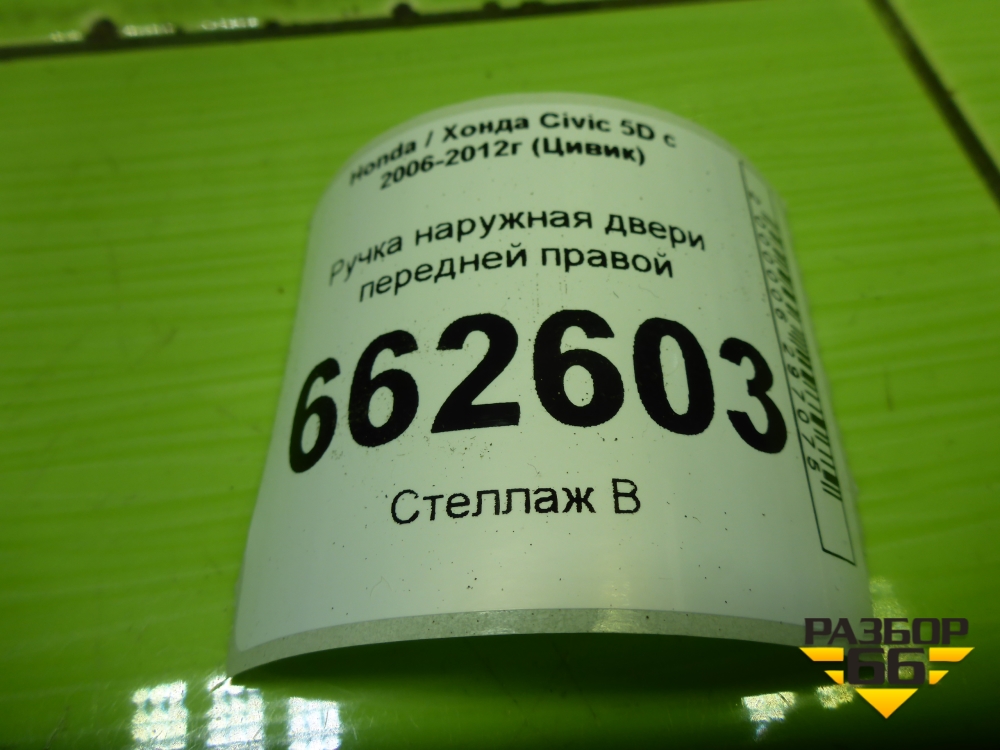 Honda / Хонда Civic 5D с
2006-2012г (Цивик)
Ручка наружная двери
передней правой
662603
Стеллаж В
РАЗБОР
66